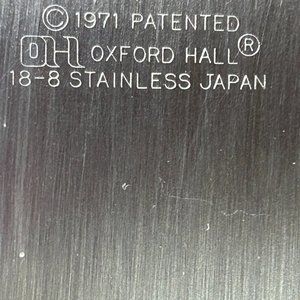 © 1971 PATENTED
OH OXFORD HALL®
18-8 STAINLESS JAPAN